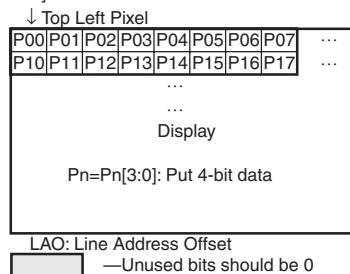 ↓ Top Left Pixel
P00 P01 P02 P03 P04 P05 P06 P07 …
P10 P11 P12 P13 P14 P15 P16 P17 …
…
…
Display
Pn=Pn[3:0]: Put 4-bit data
LAO: Line Address Offset
—Unused bits should be 0